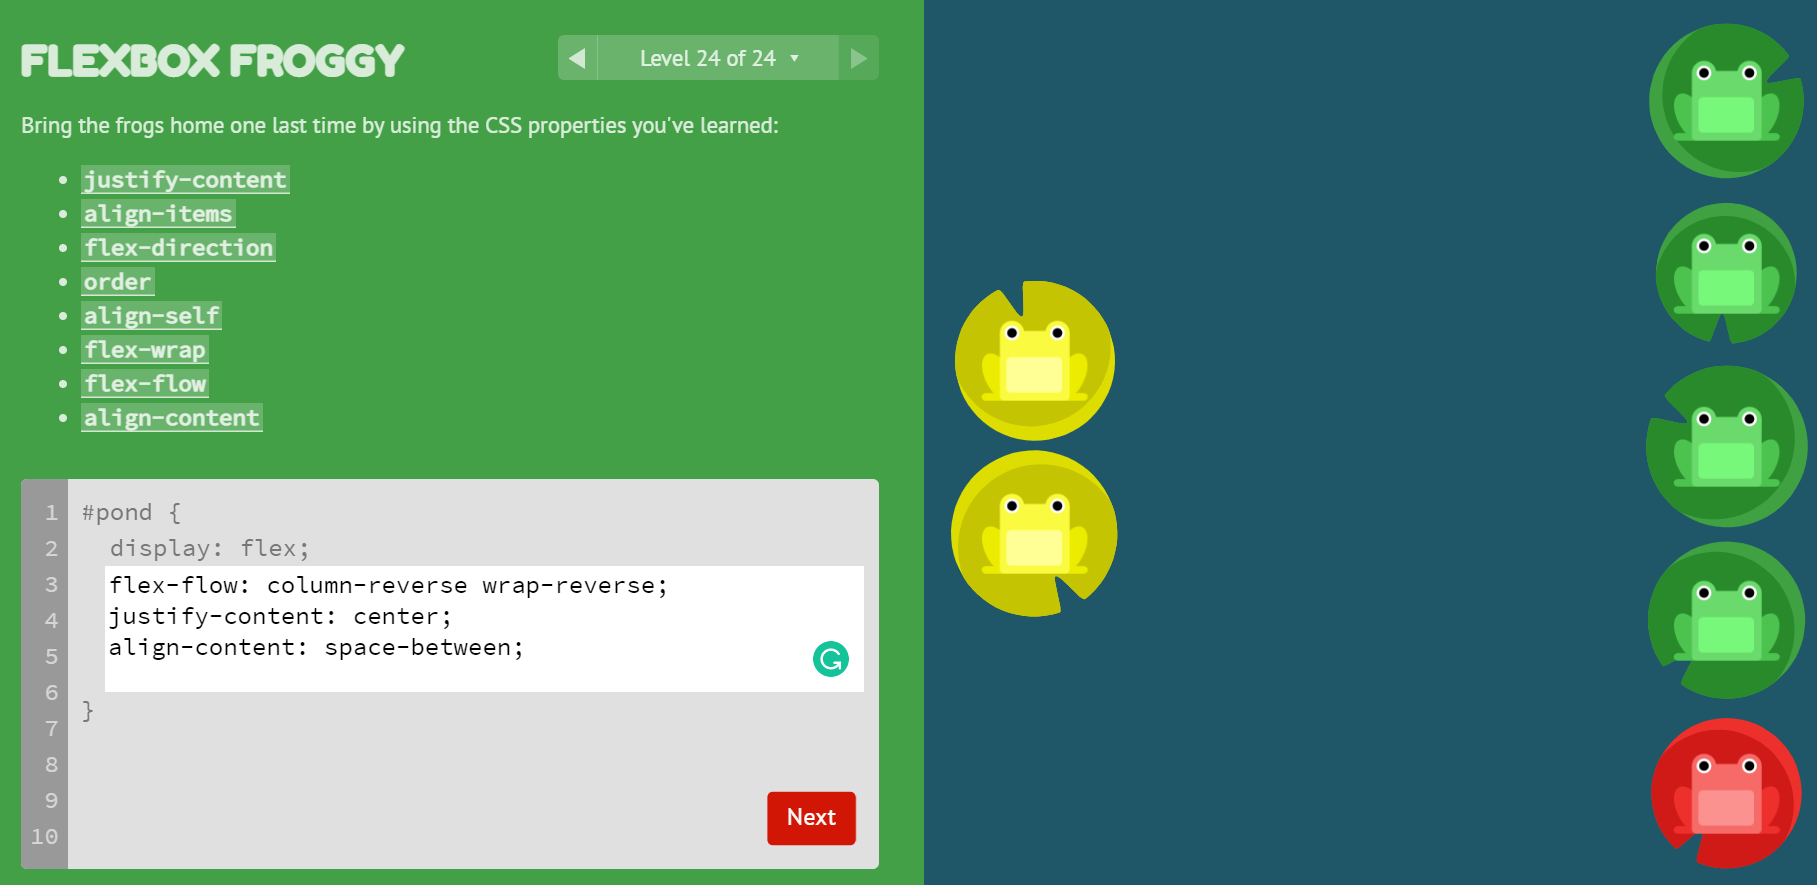 FLEXBOX FROGGY
Level 24 of 24
Bring the frogs home one last time by using the CSS properties you've learned:
justify-content
align-items
flex-direction
order
align-self
flex-wrap
flex-flow
align-content
1 #pond {
2 display: flex;
3 flex-flow: column-reverse wrap-reverse;
4 justify-content: center;
5 align-content: space-between;
6
7 }
8
9
10
Next